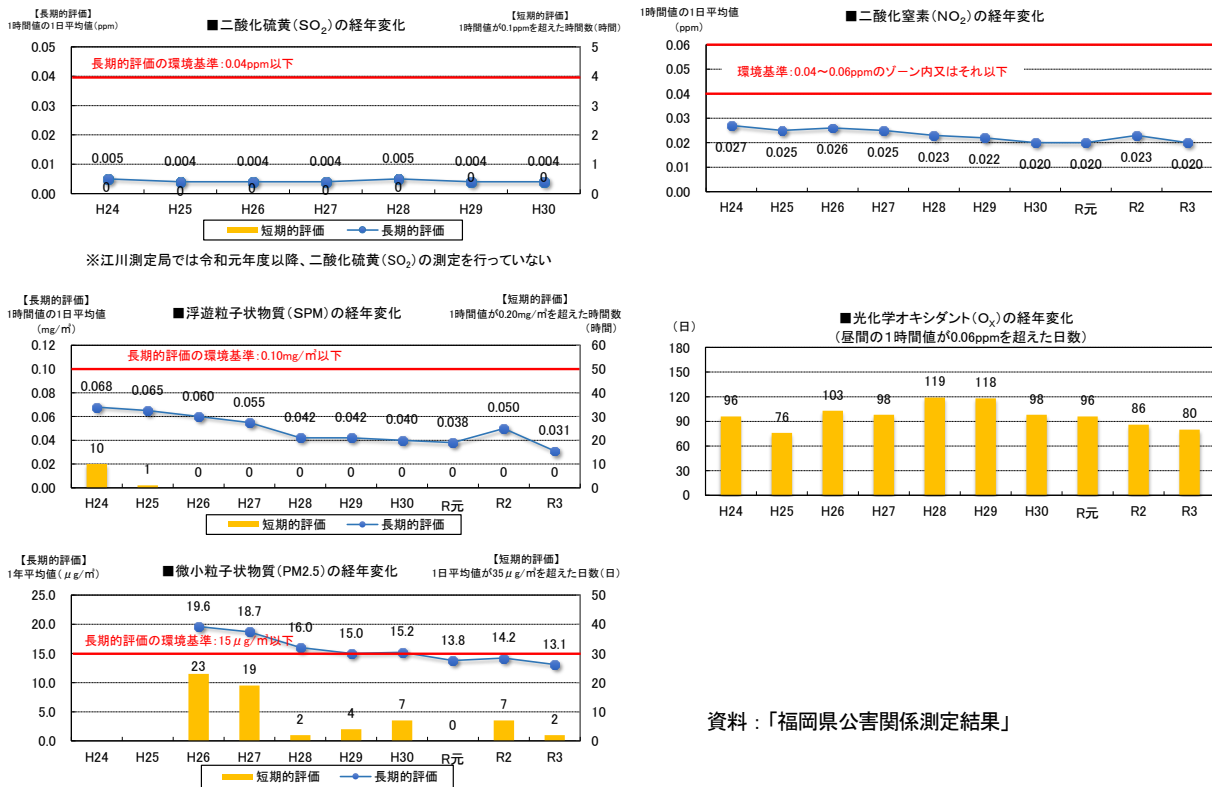 【長期的評価】
1時間値の1日平均値(ppm)
■二酸化硫黄(SO₂)の経年変化
【短期的評価】
1時間値が0.1ppmを超えた時間数(時間)
0.05
0.04
0.03
0.02
0.01
0.00
長期的評価の環境基準:0.04ppm以下
5
4
3
2
1
0
0.005 0.004 0.004 0.004 0.005 0.004 0.004
0 0 0 0 0 0 0
H24 H25 H26 H27 H28 H29 H30
短期的評価 長期的評価
※江川測定局では令和元年度以降、二酸化硫黄(SO₂)の測定を行っていない
1時間値の1日平均値
(ppm)
■二酸化窒素(NO₂)の経年変化
0.06
0.05
0.04
0.03
0.02
0.01
0.00
環境基準:0.04~0.06ppmのゾーン内又はそれ以下
0.027 0.025 0.026 0.025 0.023 0.022 0.020 0.020 0.023 0.020
H24 H25 H26 H27 H28 H29 H30 R元 R2 R3
【長期的評価】
1時間値の1日平均値
(mg/㎥)
■浮遊粒子状物質(SPM)の経年変化
【短期的評価】
1時間値が0.20mg/㎥を超えた時間数
(時間)
0.12
0.10
0.08
0.06
0.04
0.02
0.00
長期的評価の環境基準:0.10mg/㎥以下
60
50
40
30
20
10
0
0.068 0.065 0.060 0.055 0.042 0.042 0.040 0.038 0.050 0.031
10 1 0 0 0 0 0 0 0 0
H24 H25 H26 H27 H28 H29 H30 R元 R2 R3
短期的評価 長期的評価
■光化学オキシダント(OX)の経年変化
(昼間の1時間値が0.06ppmを超えた日数)
(日)
180
150
120
90
60
30
0
96 76 103 98 119 118 98 96 86 80
H24 H25 H26 H27 H28 H29 H30 R元 R2 R3
【長期的評価】
1年平均値(μg/㎥)
■微小粒子状物質(PM2.5)の経年変化
【短期的評価】
1日平均値が35μg/㎥を超えた日数(日)
25.0
20.0
15.0
10.0
5.0
0.0
長期的評価の環境基準:15μg/㎥以下
50
40
30
20
10
0
19.6 18.7 16.0 15.0 15.2 13.8 14.2 13.1
23 19 2 4 7 0 7 2
H24 H25 H26 H27 H28 H29 H30 R元 R2 R3
短期的評価 長期的評価
資料:「福岡県公害関係測定結果」